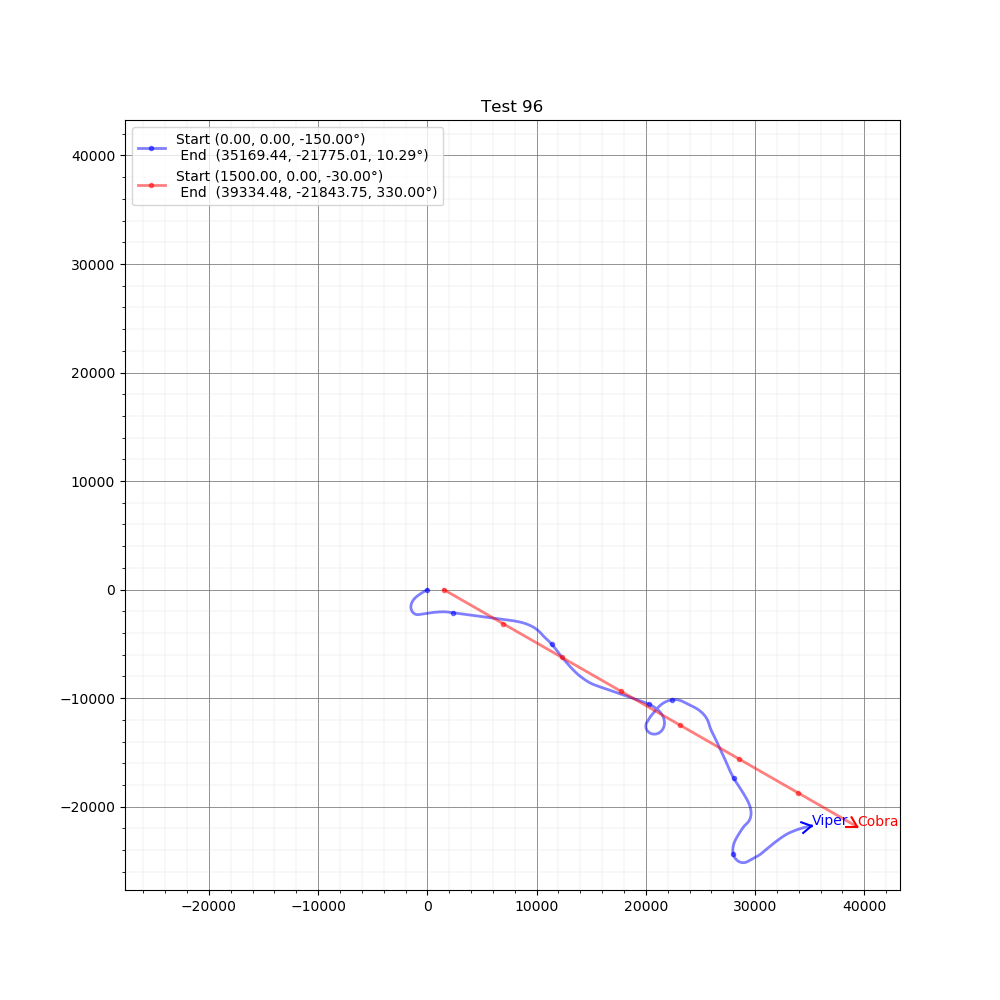 Test 96
Start (0.00, 0.00, -150.00°)
End (35169.44, -21775.01, 10.29°)
Start (1500.00, 0.00, -30.00°)
End (39334.48, -21843.75, 330.00°)
40000
30000
20000
10000
0
−10000
−20000
Viper
Cobra
−20000 −10000 0 10000 20000 30000 40000